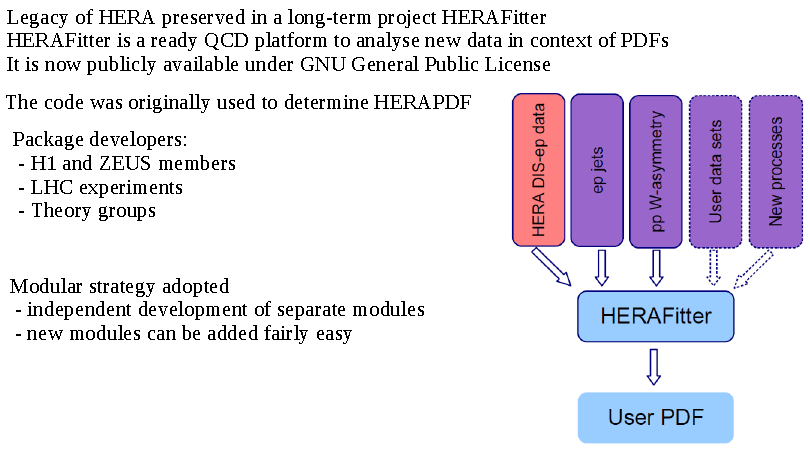 Legacy of HERA preserved in a long-term project HERAFitter
HERAFitter is a ready QCD platform to analyse new data in context of PDFs
It is now publicly available under GNU General Public License
The code was originally used to determine HERAPDF
Package developers:
- H1 and ZEUS members
- LHC experiments
- Theory groups
Modular strategy adopted
- independent development of separate modules
- new modules can be added fairly easy
HERA DIS-ep data
ep jets
pp W-asymmetry
User data sets
New processes
HERAFitter
User PDF